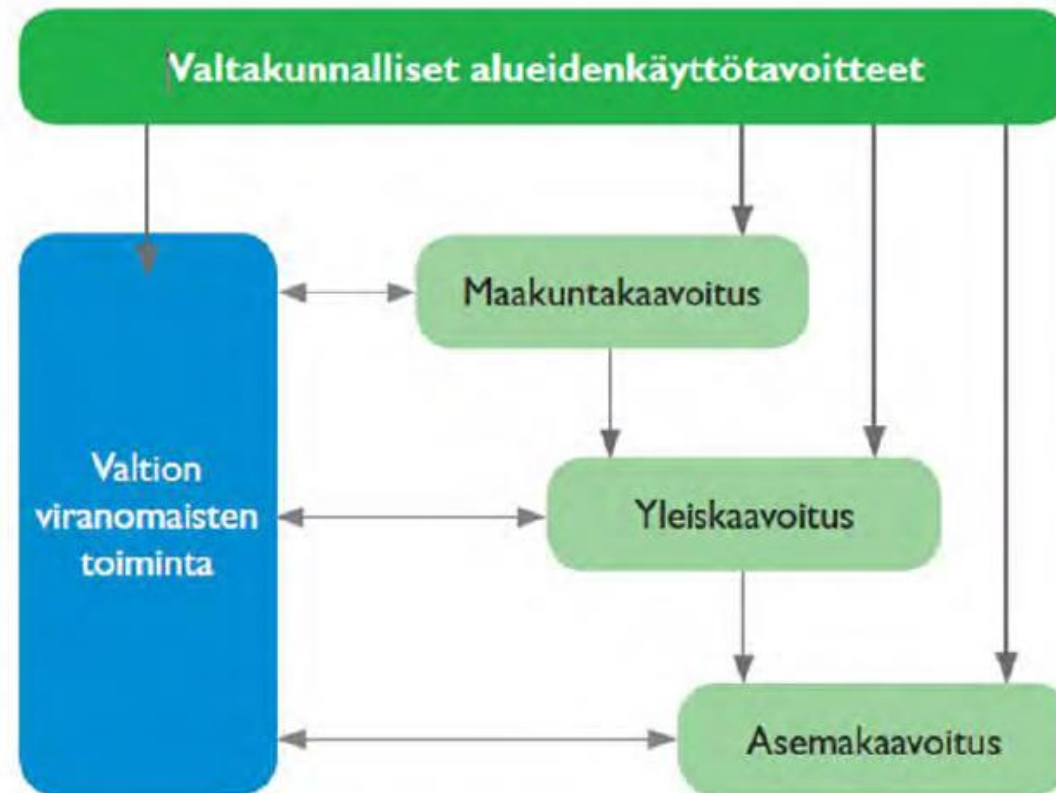 Valtakunnalliset alueidenkäyttötavoitteet
Maakuntakaavoitus
Valtion
viranomaisten
toiminta
Yleiskaavoitus
Asemakaavoitus